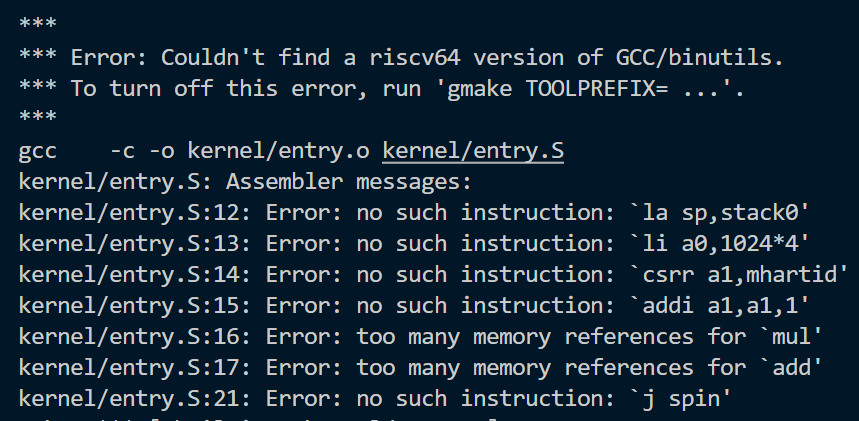 ***
*** Error: Couldn't find a riscv64 version of GCC/binutils.
*** To turn off this error, run 'gmake TOOLPREFIX= ...'.
***
gcc    -c -o kernel/entry.o kernel/entry.S
kernel/entry.S: Assembler messages:
kernel/entry.S:12: Error: no such instruction: `la sp,stack0'
kernel/entry.S:13: Error: no such instruction: `li a0,1024*4'
kernel/entry.S:14: Error: no such instruction: `csrr a1,mhartid'
kernel/entry.S:15: Error: no such instruction: `addi a1,a1,1'
kernel/entry.S:16: Error: too many memory references for `mul'
kernel/entry.S:17: Error: too many memory references for `add'
kernel/entry.S:21: Error: no such instruction: `j spin'